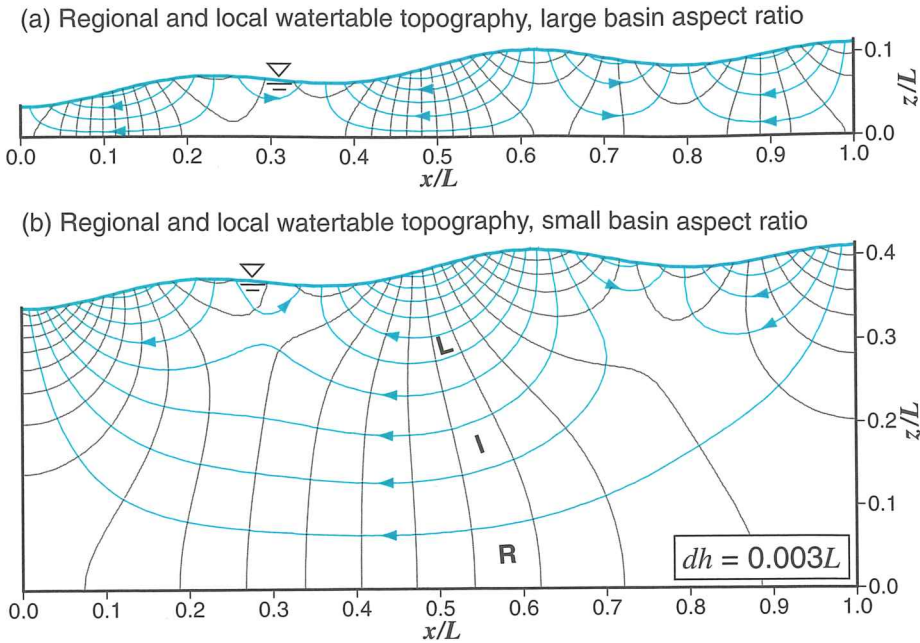 (a) Regional and local watertable topography, large basin aspect ratio
0.1
0.0
z/L
0.0 0.1 0.2 0.3 0.4 0.5 0.6 0.7 0.8 0.9 1.0
x/L
(b) Regional and local watertable topography, small basin aspect ratio
0.4
0.3
L
0.2
z/L
I
0.1
R
dh = 0.003L
0.0
0.0 0.1 0.2 0.3 0.4 0.5 0.6 0.7 0.8 0.9 1.0
x/L